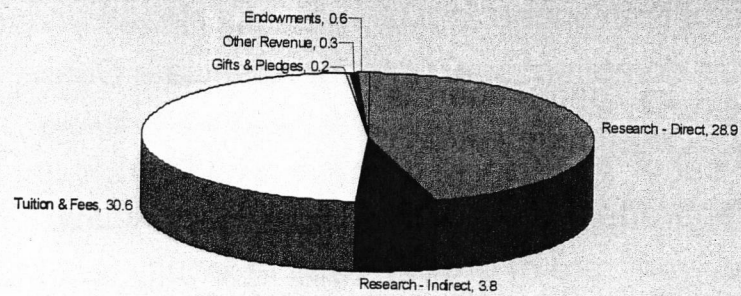 Endowments, 0.6
Other Revenue, 0.3
Gifts & Pledges, 0.2
Research - Direct, 28.9
Tuition & Fees, 30.6
Research - Indirect, 3.8